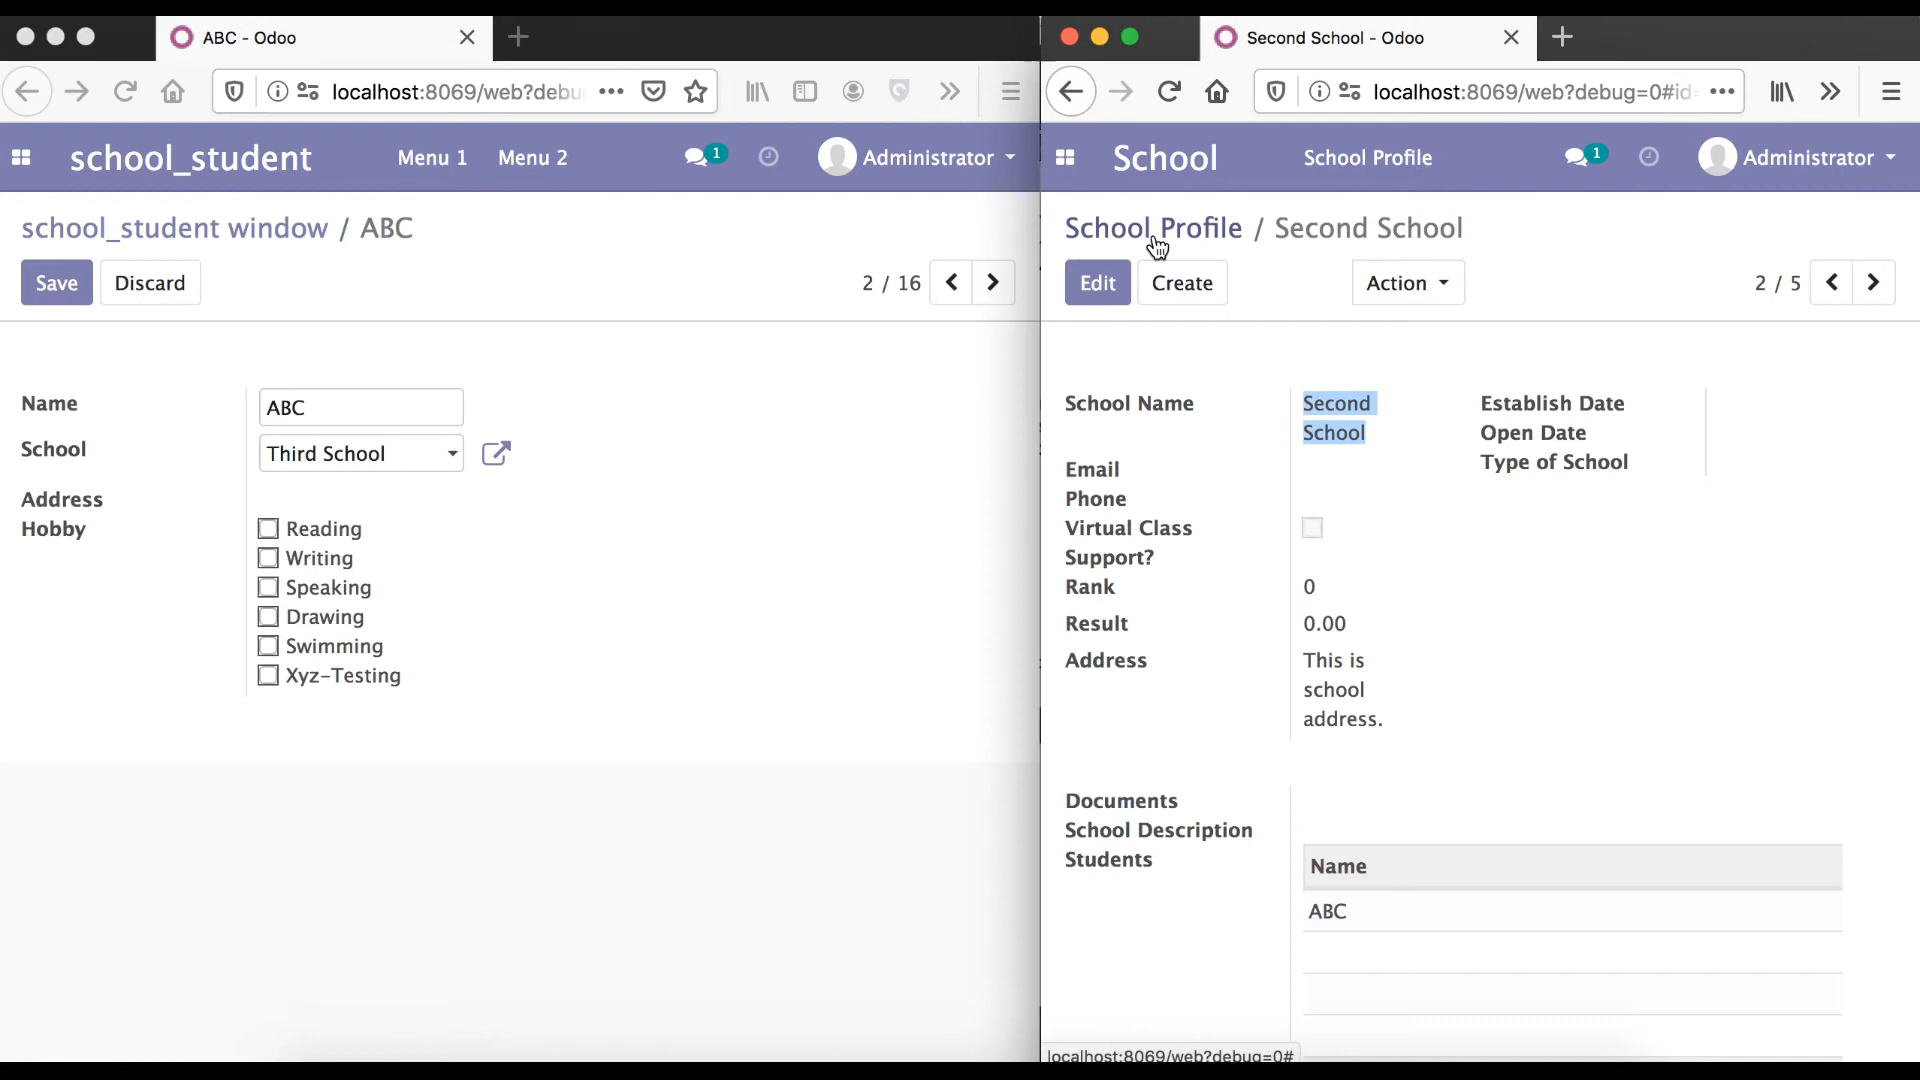 ABC - Odoo
localhost:8069/web?debu
school_student
Menu 1
Menu 2
1
Administrator
school_student window / ABC
Save
Discard
2 / 16
Name
ABC
School
Third School
Address
Hobby
Reading
Writing
Speaking
Drawing
Swimming
Xyz-Testing
Second School - Odoo
localhost:8069/web?debug=0#id
School
School Profile
1
Administrator
School Profile / Second School
Edit
Create
Action
2 / 5
School Name
Second
School
Establish Date
Open Date
Type of School
Email
Phone
Virtual Class
Support?
Rank
0
Result
0.00
Address
This is
school
address.
Documents
School Description
Students
Name
ABC
localhost:8069/web?debug=0#